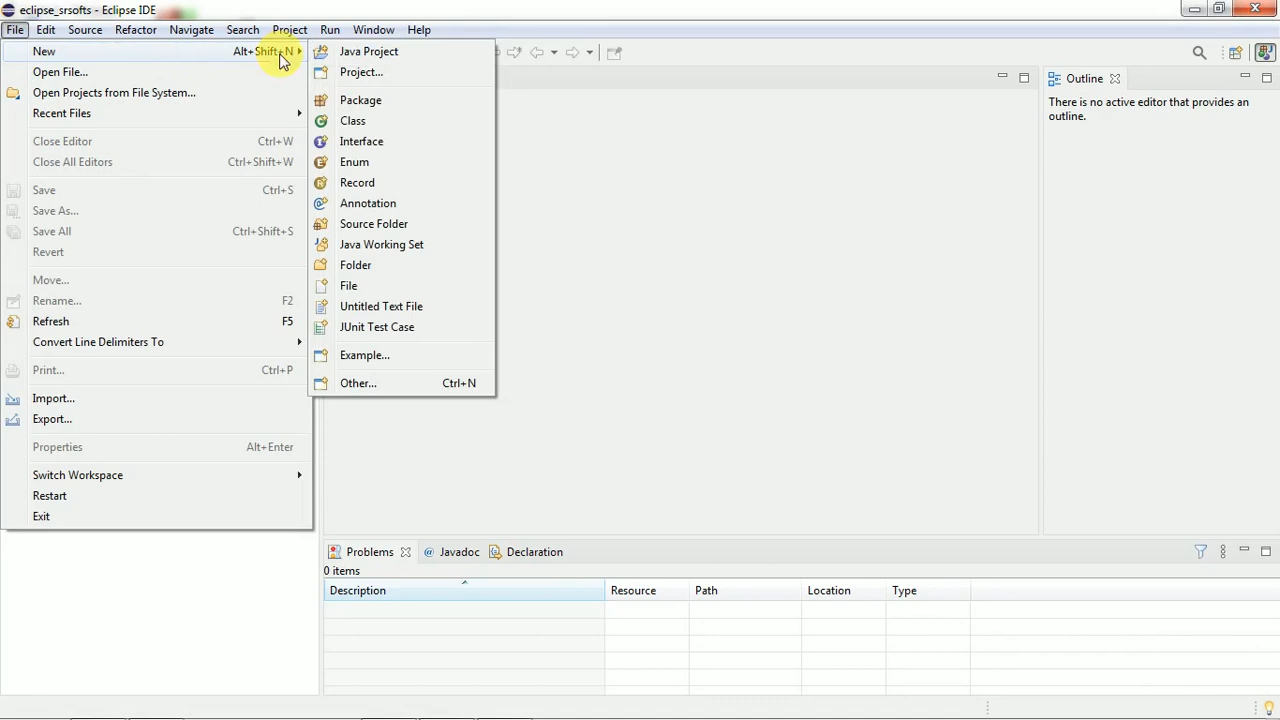 eclipse_srsofts - Eclipse IDE
File Edit Source Refactor Navigate Search Project Run Window Help
New Alt+Shift+N
Open File...
Open Projects from File System...
Recent Files
Close Editor Ctrl+W
Close All Editors Ctrl+Shift+W
Save Ctrl+S
Save As...
Save All Ctrl+Shift+S
Revert
Move...
Rename... F2
Refresh F5
Convert Line Delimiters To
Print... Ctrl+P
Import...
Export...
Properties Alt+Enter
Switch Workspace
Restart
Exit
Java Project
Project...
Package
Class
Interface
Enum
Record
Annotation
Source Folder
Java Working Set
Folder
File
Untitled Text File
JUnit Test Case
Example...
Other... Ctrl+N
Outline
There is no active editor that provides an
outline.
Problems @ Javadoc Declaration
0 items
Description Resource Path Location Type